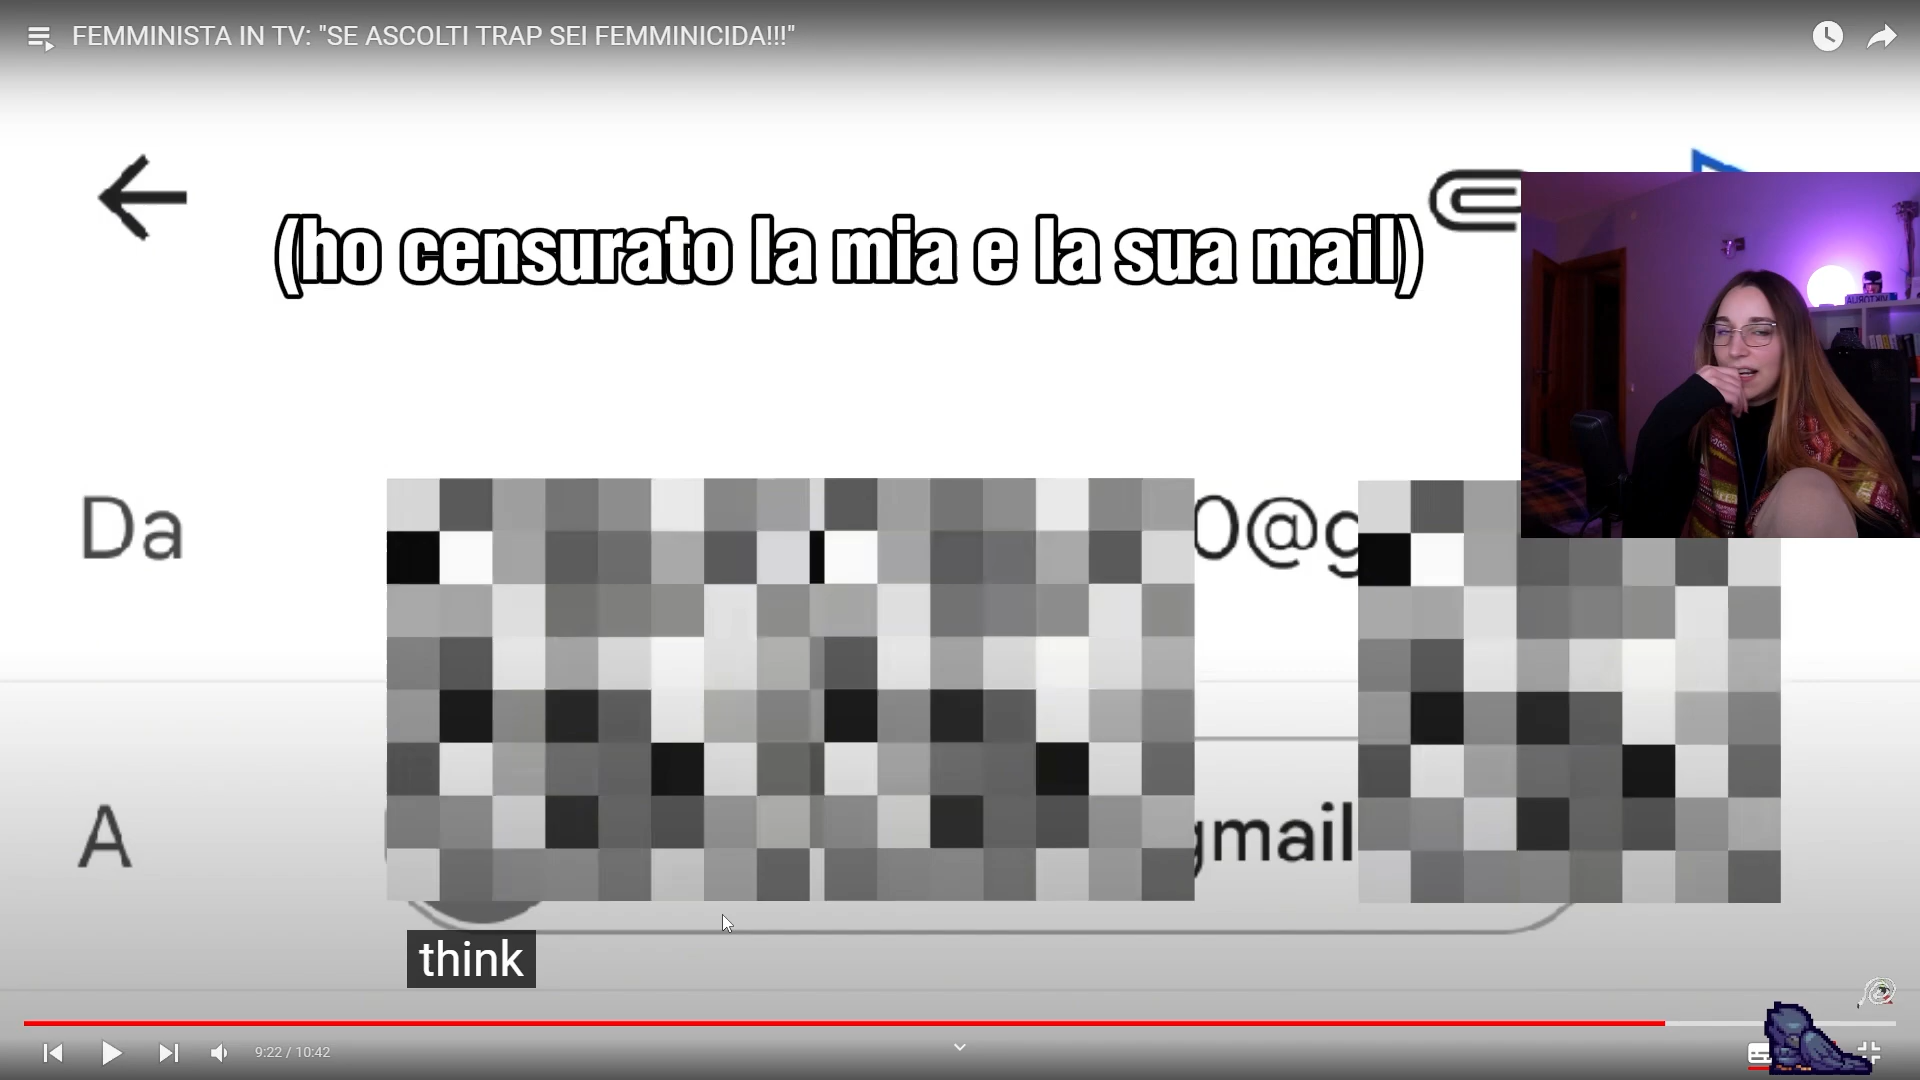 FEMMINISTA IN TV: "SE ASCOLTI TRAP SEI FEMMINICIDA!!!"
(ho censurato la mia e la sua mail)
Da
0@g
A
gmail
think
9:22 / 10:42